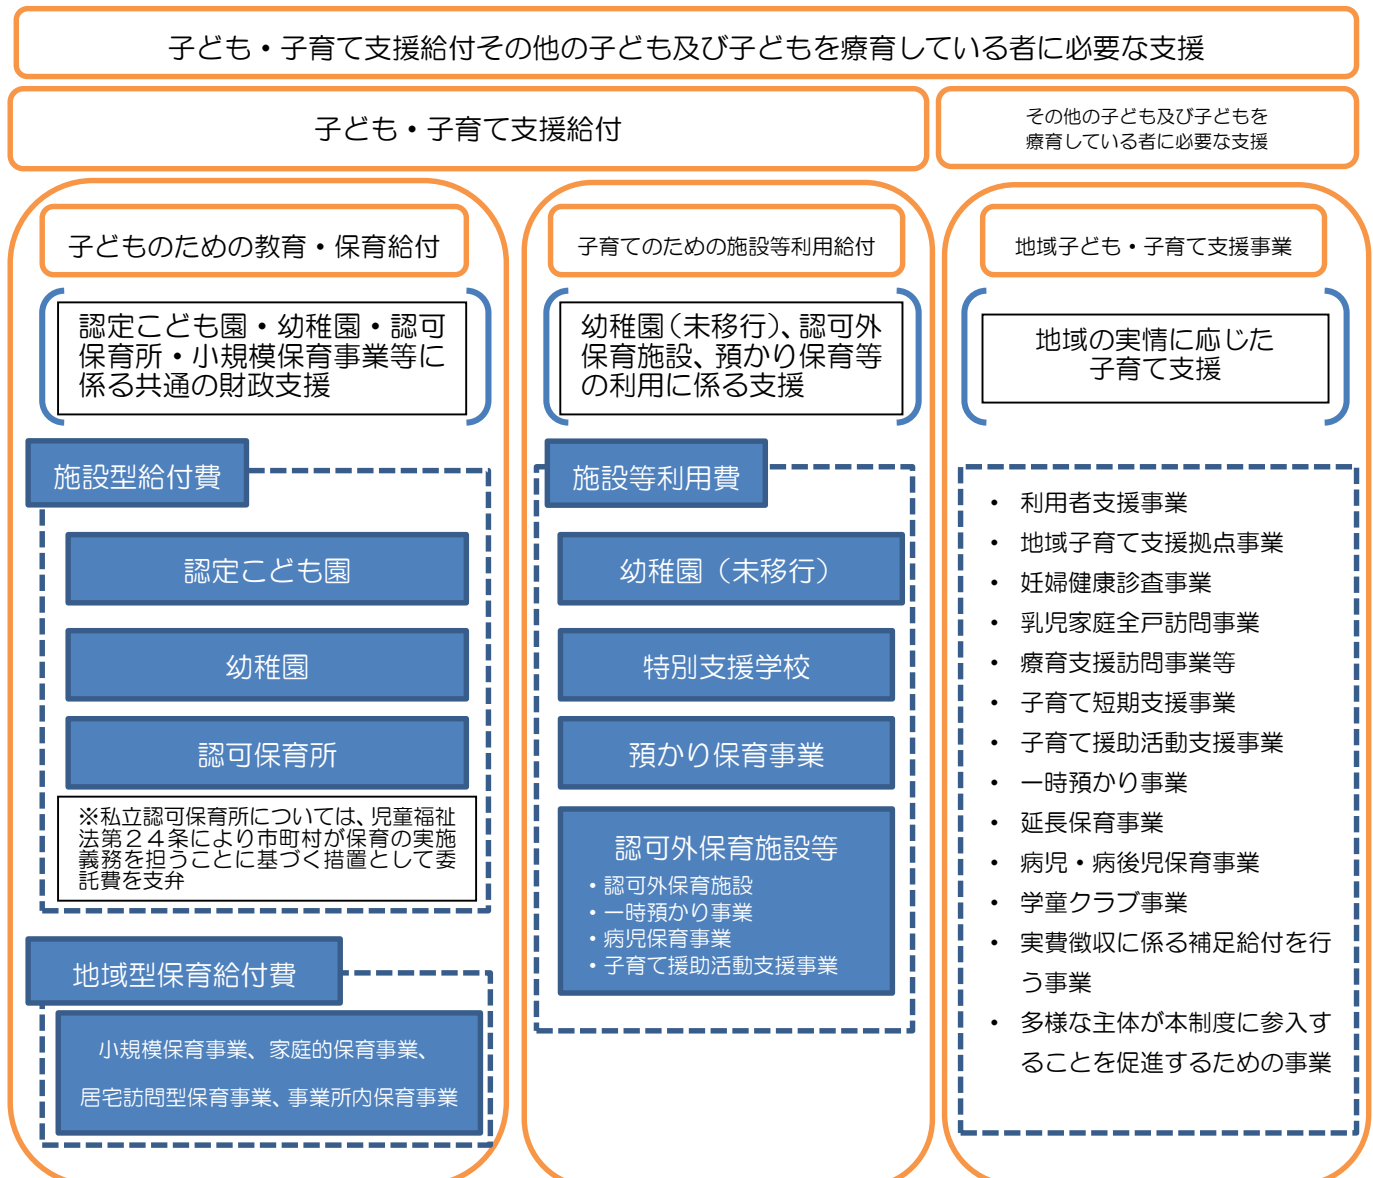 子ども・子育て支援給付その他の子ども及び子どもを療育している者に必要な支援
子ども・子育て支援給付
その他の子ども及び子どもを
療育している者に必要な支援
子どものための教育・保育給付
認定こども園・幼稚園・認可
保育所・小規模保育事業等に
係る共通の財政支援
施設型給付費
認定こども園
幼稚園
認可保育所
※私立認可保育所については、児童福祉
法第２４条により市町村が保育の実施
義務を担うことに基づく措置として委
託費を支弁
地域型保育給付費
小規模保育事業、家庭的保育事業、
居宅訪問型保育事業、事業所内保育事業
子育てのための施設等利用給付
幼稚園（未移行）、認可外
保育施設、預かり保育等
の利用に係る支援
施設等利用費
幼稚園（未移行）
特別支援学校
預かり保育事業
認可外保育施設等
・認可外保育施設
・一時預かり事業
・病児保育事業
・子育て援助活動支援事業
地域子ども・子育て支援事業
地域の実情に応じた
子育て支援
・ 利用者支援事業
・ 地域子育て支援拠点事業
・ 妊婦健康診査事業
・ 乳児家庭全戸訪問事業
・ 療育支援訪問事業等
・ 子育て短期支援事業
・ 子育て援助活動支援事業
・ 一時預かり事業
・ 延長保育事業
・ 病児・病後児保育事業
・ 学童クラブ事業
・ 実費徴収に係る補足給付を行
う事業
・ 多様な主体が本制度に参入す
ることを促進するための事業